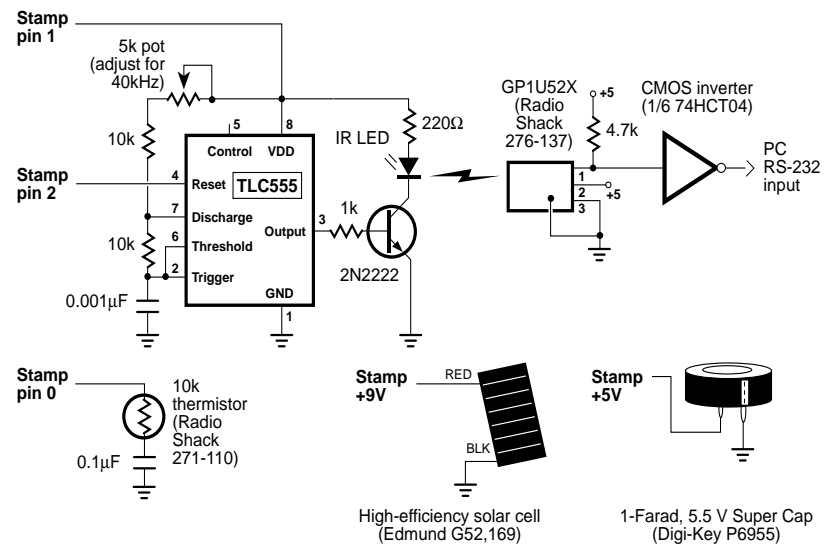 Stamp
pin 1
5k pot
(adjust for
40kHz)
10k
5
8
Control
VDD
Stamp
pin 2
4
Reset
TLC555
7
Discharge
10k
6
Threshold
Output
3
1k
2
Trigger
0.001µF
GND
1
IR LED
220Ω
2N2222
GP1U52X
(Radio
Shack
276-137)
+5
4.7k
1
+5
2
3
CMOS inverter
(1/6 74HCT04)
PC
RS-232
input
Stamp
pin 0
10k
thermistor
(Radio
Shack
271-110)
0.1µF
Stamp
+9V
RED
BLK
High-efficiency solar cell
(Edmund G52,169)
Stamp
+5V
1-Farad, 5.5 V Super Cap
(Digi-Key P6955)